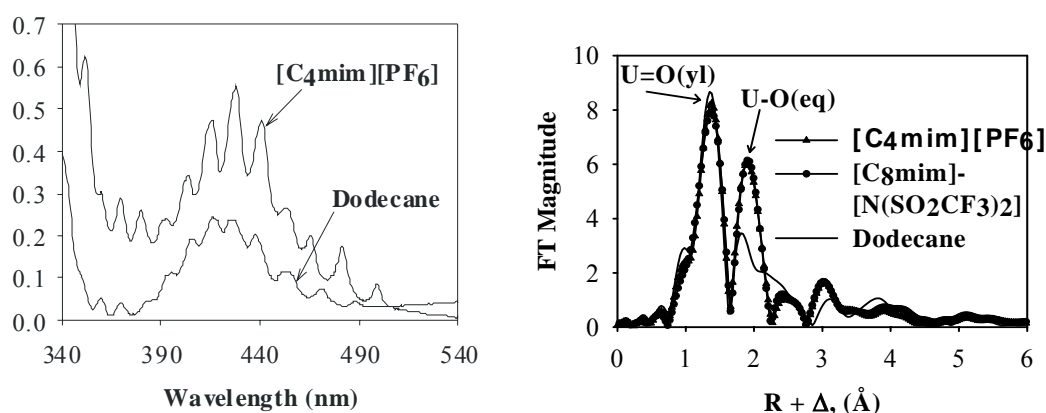 0.7
0.6
0.5
0.4
0.3
0.2
0.1
0.0
340 390 440 490 540
Wavelength (nm)
[C4mim][PF6]
Dodecane
10
8
6
4
2
0
0 1 2 3 4 5 6
FT Magnitude
R + Δ, (Å)
U=O(yl)
U-O(eq)
[C4mim][PF6]
[C8mim]-
[N(SO2CF3)2]
Dodecane